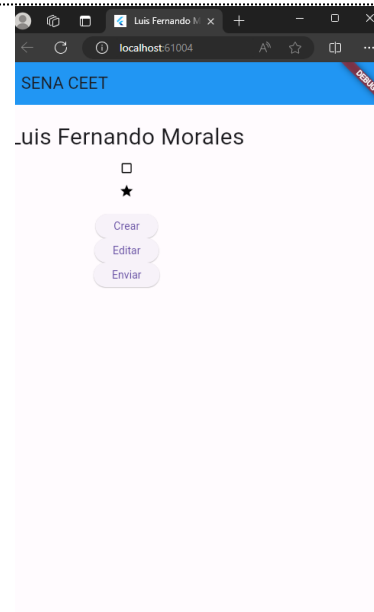 Luis Fernando M
localhost:61004
SENA CEET
DEBUG
Luis Fernando Morales
Crear
Editar
Enviar